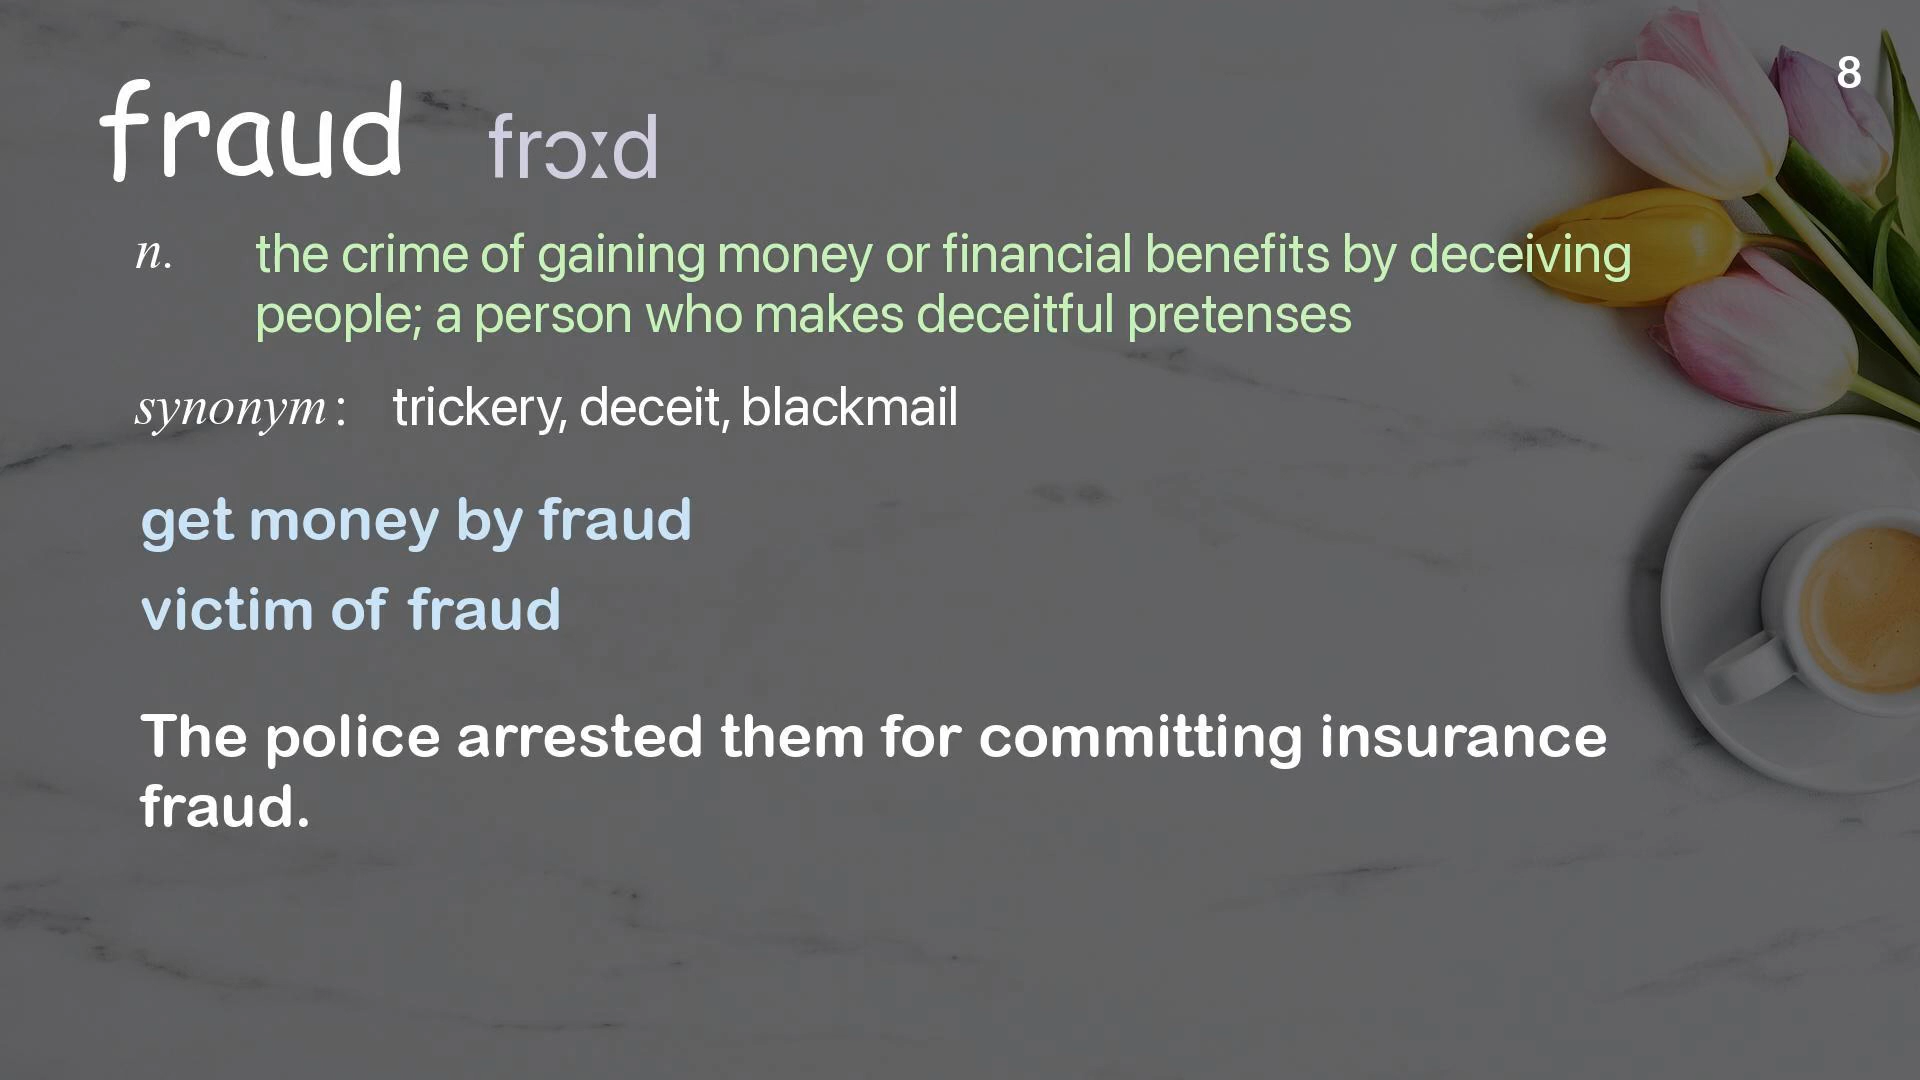 8
fraud frɔːd
n. the crime of gaining money or financial benefits by deceiving
people; a person who makes deceitful pretenses
synonym: trickery, deceit, blackmail
get money by fraud
victim of fraud
The police arrested them for committing insurance
fraud.